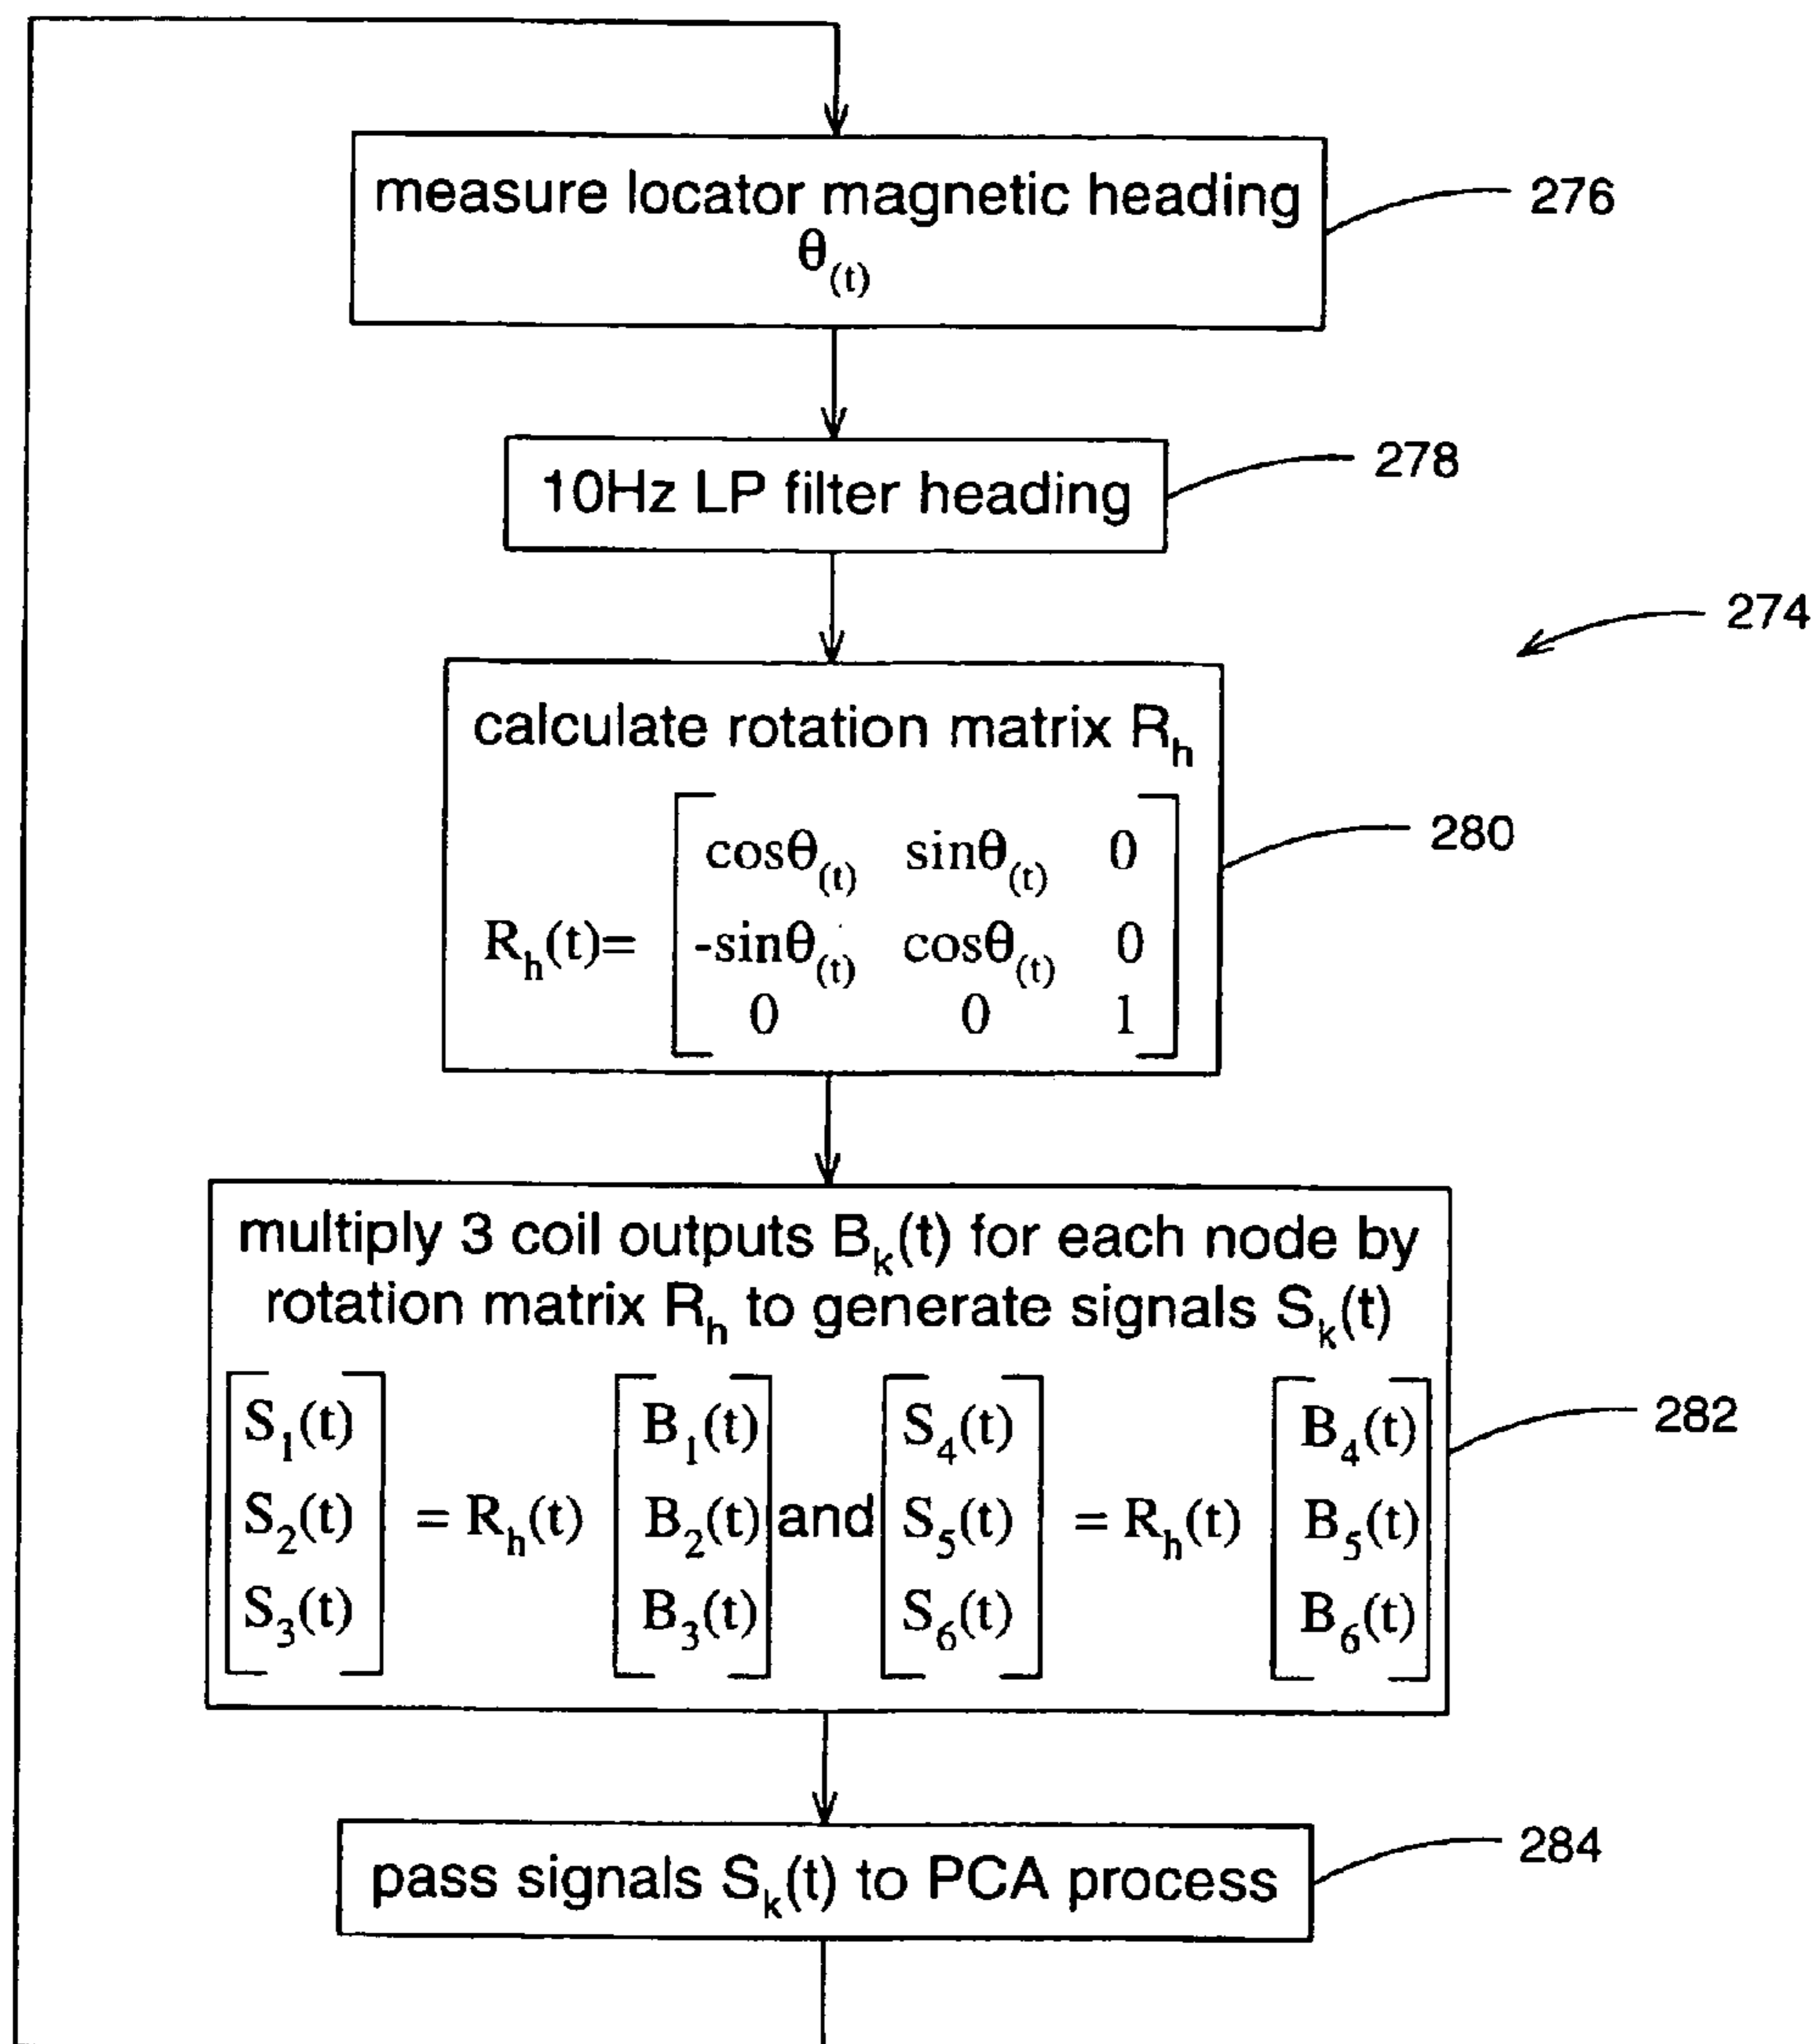 measure locator magnetic heading
θ(t)
276
10Hz LP filter heading
278
274
calculate rotation matrix Rh
Rh(t)=
cosθ(t) sinθ(t) 0
-sinθ(t) cosθ(t) 0
0 0 1
280
multiply 3 coil outputs Bk(t) for each node by
rotation matrix Rh to generate signals Sk(t)
S1(t) B1(t) S4(t) B4(t)
S2(t) = Rh(t) B2(t) and S5(t) = Rh(t) B5(t)
S3(t) B3(t) S6(t) B6(t)
282
pass signals Sk(t) to PCA process
284